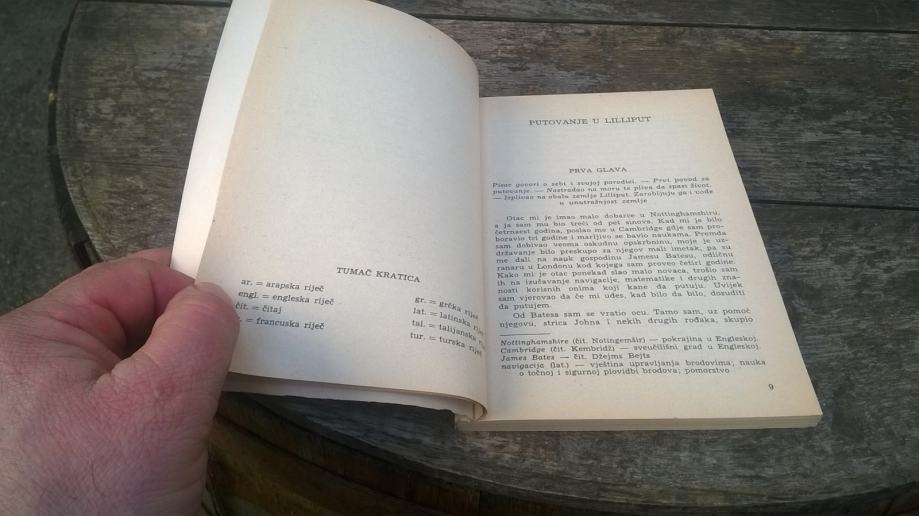 TUMAČ KRATICA
ar. = arapska riječ
engl. = engleska riječ
čit. = čitaj
= francuska riječ
gr. = grčka riječ
lat. = latinska
tal. = talijanska
tur. = turska riječ
PUTOVANJE U LILLIPUT
PRVA GLAVA
Pisac govori o sebi i svojoj porodici. — Prvi povod za
putovanje. — Nastradao na moru te pliva da spasi život.
— Isplivao na obalu zemlje Lilliput. Zarobljuju ga i vode
u unutrašnjost zemlje
Otac mi je imao malo dobarce u Nottinghamshiru,
a ja sam mu bio treći od pet sinova. Kad mi je bilo
četrnaest godina, poslao me u Cambridge gdje sam pro-
boravio tri godine i marljivo se bavio naukama. Premda
sam dobivao veoma oskudnu opskrbninu, moje je uz-
državanje bilo preskupo za njegov mali imetak, pa su
me dali na nauk gospodinu Jamesu Batesu, odličnu
ranaru u Londonu kod kojega sam proveo četiri godine.
Kako mi je otac ponekad slao malo novaca, trošio sam
ih na izučavanje navigacije, matematike i drugih zna-
nosti korisnih onima koji kane da putuju. Uvijek
sam vjerovao da će mi udes, kad bilo da bilo, dosuditi
da putujem.
Od Batesa sam se vratio ocu. Tamo sam, uz pomoć
njegovu, strica Johna i nekih drugih rođaka, skupio
Nottinghamshire (čit. Notingemšir) — pokrajina u Engleskoj.
Cambridge (čit. Kembridž) — sveučilišni grad u Engleskoj.
James Bates — čit. Džejms Bejts
navigacija (lat.) — vještina upravljanja brodovima; nauka
o točnoj i sigurnoj plovidbi brodova; pomorstvo
9